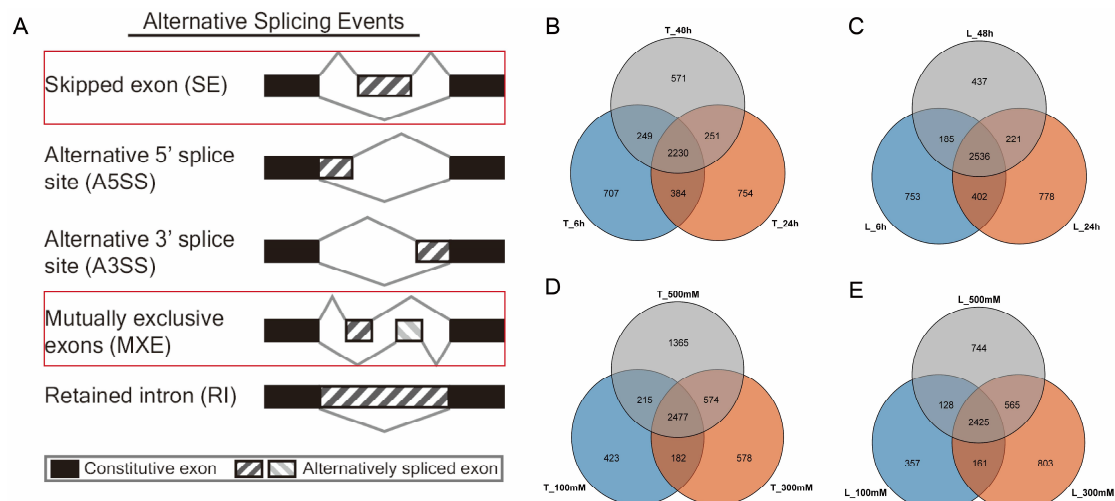 A
Alternative Splicing Events
Skipped exon (SE)
Alternative 5' splice
site (A5SS)
Alternative 3' splice
site (A3SS)
Mutually exclusive
exons (MXE)
Retained intron (RI)
Constitutive exon
Alternatively spliced exon
B
T_48h
571
249
251
2230
707
384
754
T_6h
T_24h
C
L_48h
437
185
221
2536
753
402
778
L_6h
L_24h
D
T_500mM
1365
215
574
2477
423
182
578
T_100mM
T_300mM
E
L_500mM
744
128
565
2425
357
161
803
L_100mM
L_300mM